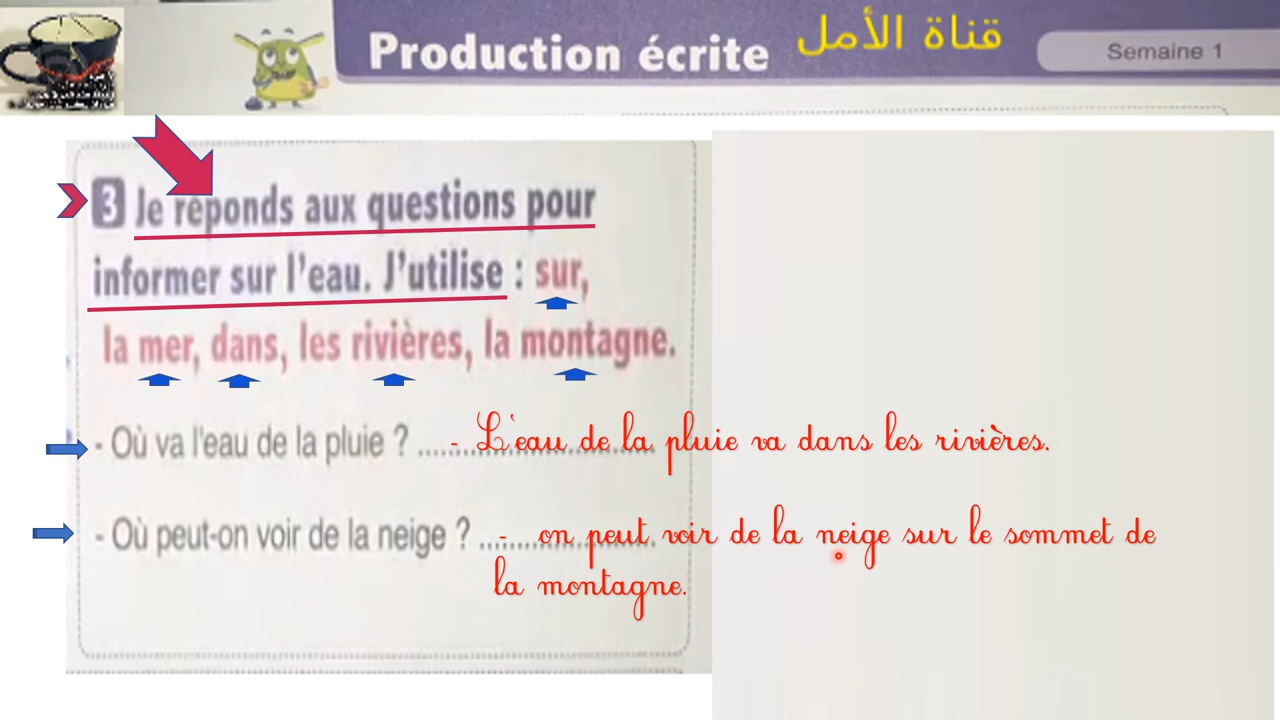 Production écrite
قناة الأمل
Semaine 1
3 Je réponds aux questions pour
informer sur l'eau. J'utilise : sur,
la mer, dans, les rivières, la montagne.
- Où va l'eau de la pluie ? ....- L'eau de la pluie va dans les rivières.
- Où peut-on voir de la neige ? ...- on peut voir de la neige sur le sommet de
la montagne.